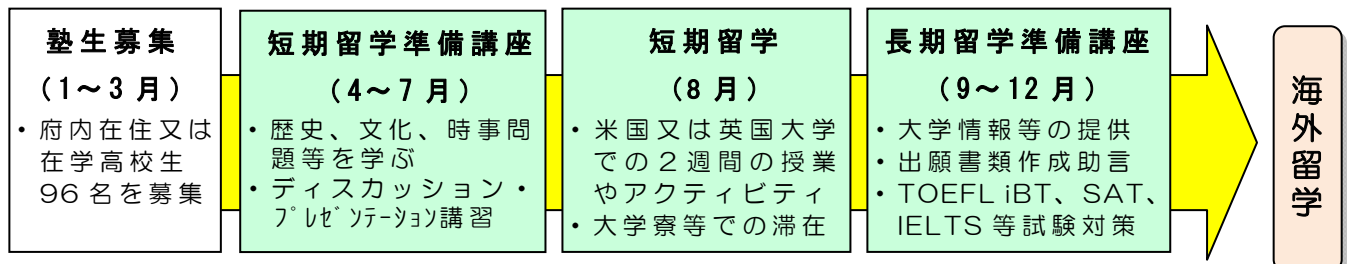 塾生募集
（1～3月）
・府内在住又は
在学高校生
96名を募集
短期留学準備講座
（4～7月）
・歴史、文化、時事問
題等を学ぶ
・ディスカッション・
ﾌﾟﾚｾﾞﾝﾃｰｼｮﾝ講習
短期留学
（8月）
・米国又は英国大学
での2週間の授業
やアクティビティ
・大学寮等での滞在
長期留学準備講座
（9～12月）
・大学情報等の提供
・出願書類作成助言
・TOEFL iBT、SAT、
IELTS等試験対策
海外留学